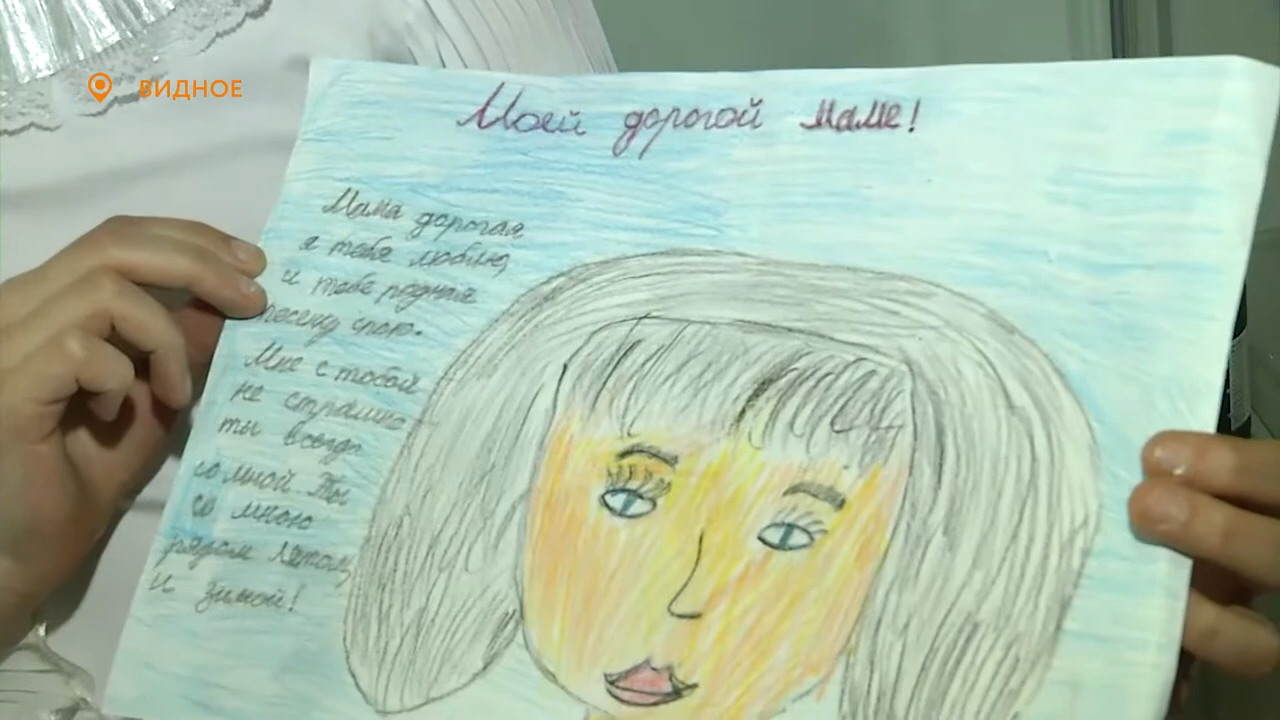 ВИДНОЕ
Моей дорогой маме!
Мама дорогая
я тебя люблю,
и тебе родная
песенку спою.
Мне с тобой
не страшно
ты всегда
со мной. Ты
со мною
рядом летом,
и зимой!